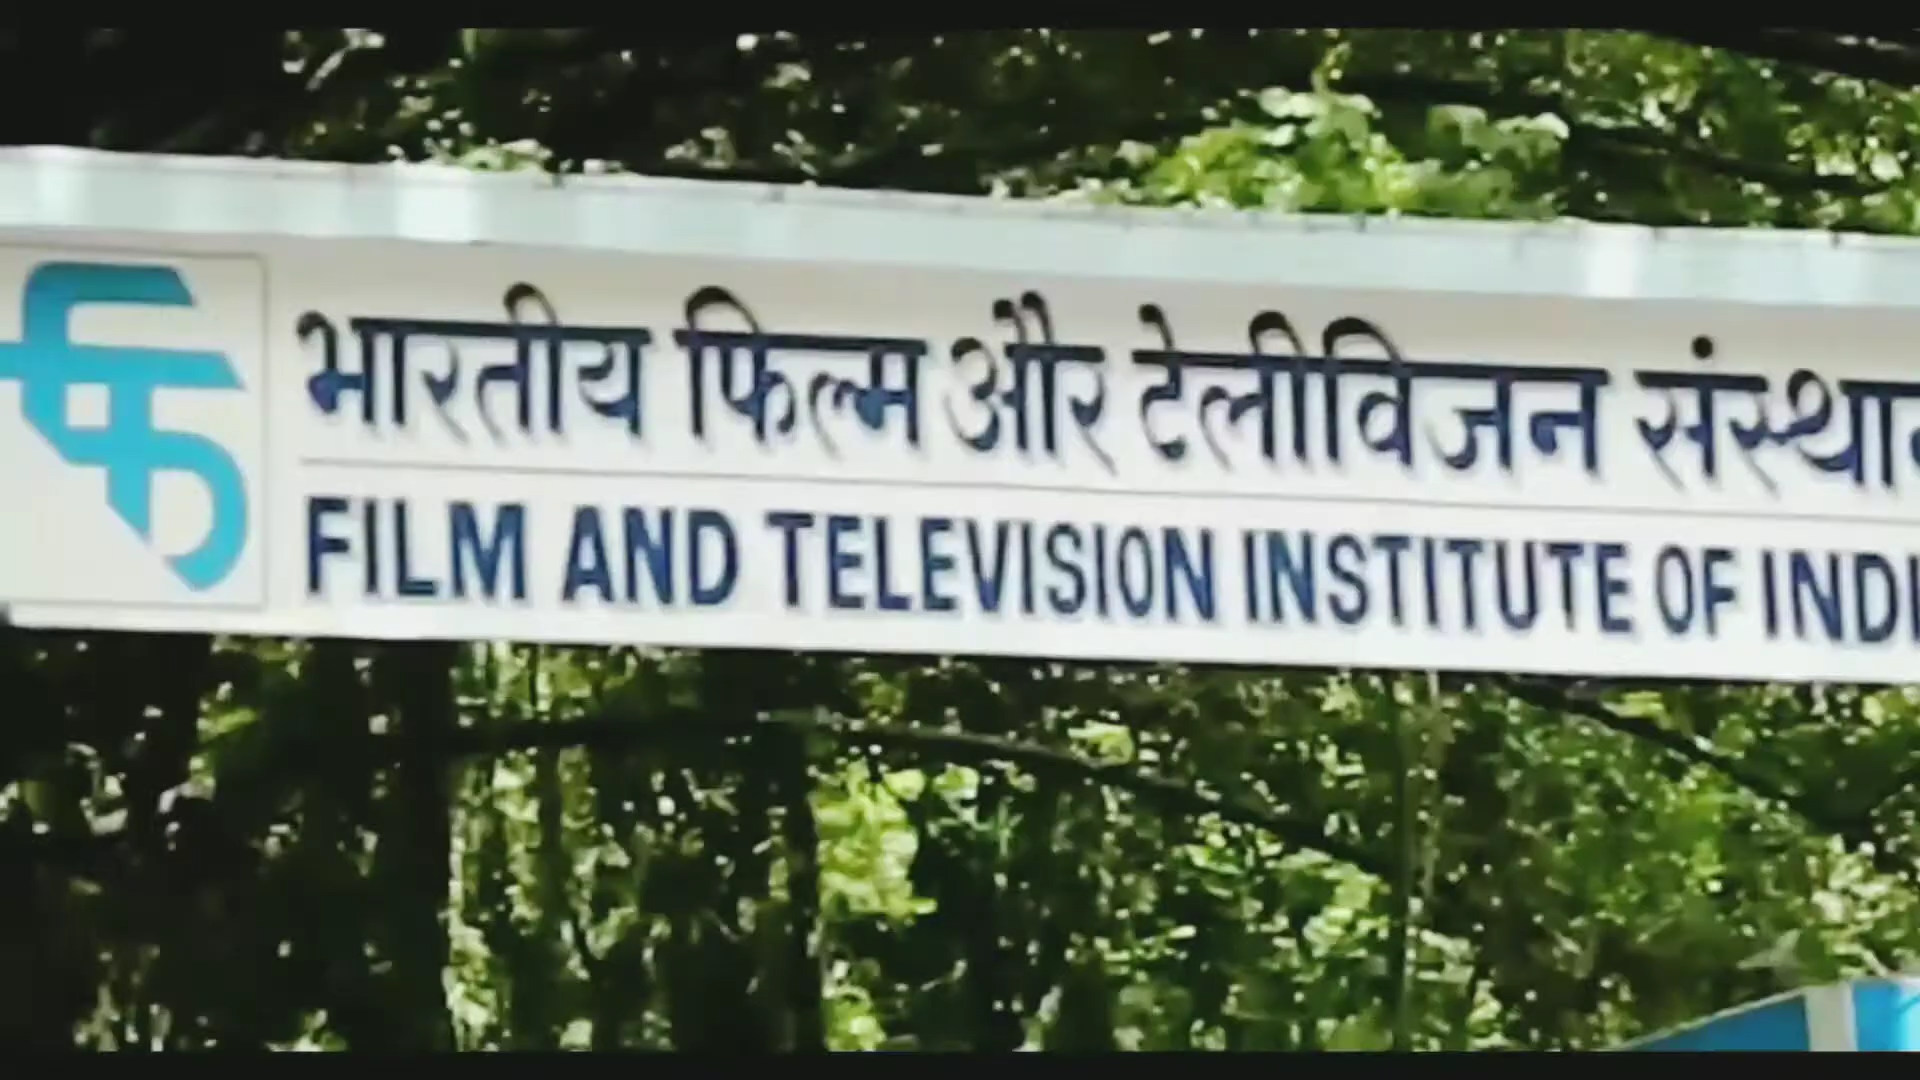 भारतीय फिल्म और टेलीविजन संस्था
FILM AND TELEVISION INSTITUTE OF INDI